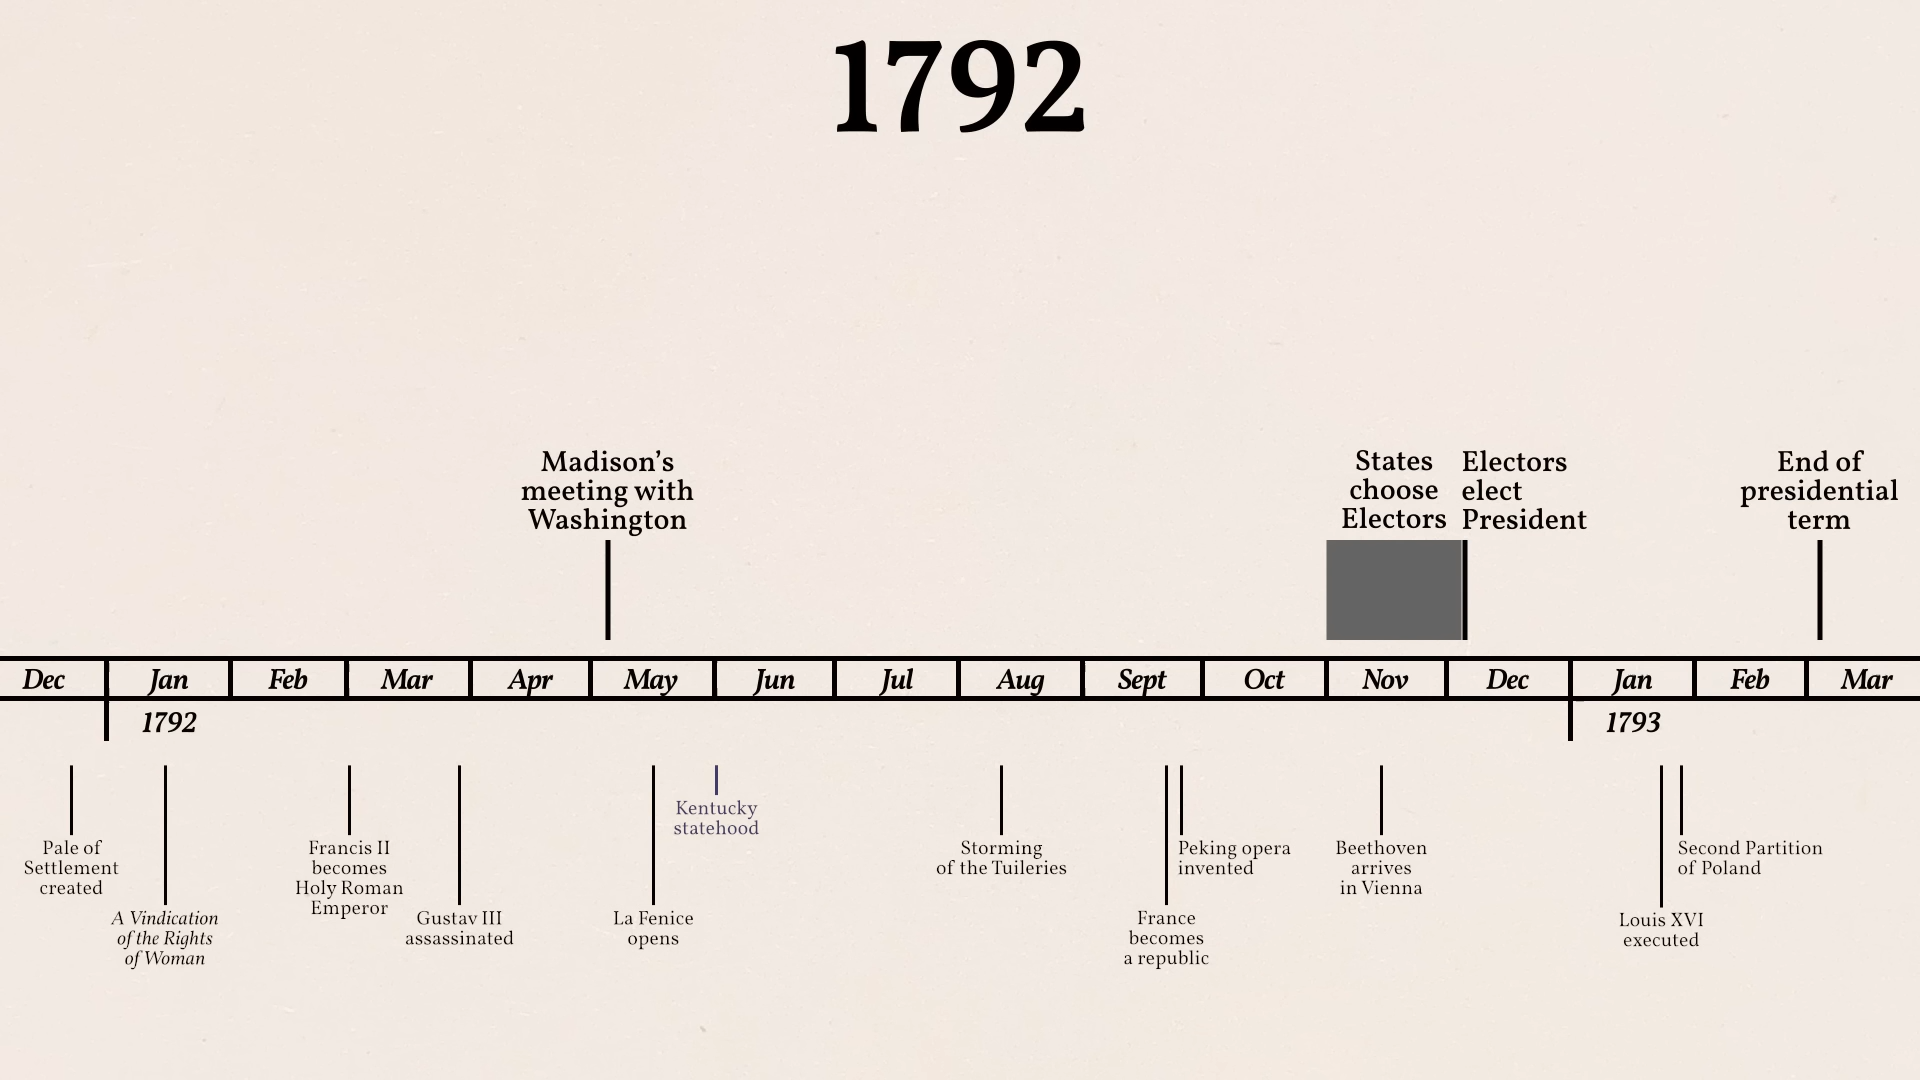 1792
Madison’s
meeting with
Washington
States
choose
Electors
Electors
elect
President
End of
presidential
term
Dec Jan Feb Mar Apr May Jun Jul Aug Sept Oct Nov Dec Jan Feb Mar
1792 1793
Pale of
Settlement
created
A Vindication
of the Rights
of Woman
Francis II
becomes
Holy Roman
Emperor
Gustav III
assassinated
La Fenice
opens
Kentucky
statehood
Storming
of the Tuileries
France
becomes
a republic
Peking opera
invented
Beethoven
arrives
in Vienna
Louis XVI
executed
Second Partition
of Poland